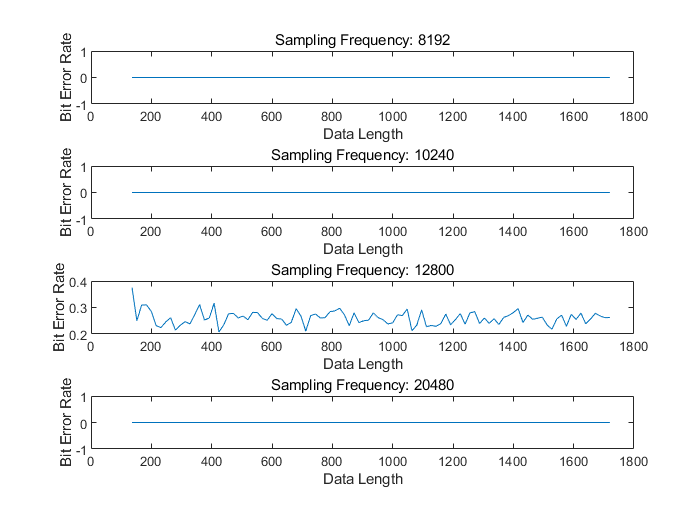 Sampling Frequency: 8192
Bit Error Rate
1
0
-1
0 200 400 600 800 1000 1200 1400 1600 1800
Data Length
Sampling Frequency: 10240
Bit Error Rate
1
0
-1
0 200 400 600 800 1000 1200 1400 1600 1800
Data Length
Sampling Frequency: 12800
Bit Error Rate
0.4
0.3
0.2
0 200 400 600 800 1000 1200 1400 1600 1800
Data Length
Sampling Frequency: 20480
Bit Error Rate
1
0
-1
0 200 400 600 800 1000 1200 1400 1600 1800
Data Length